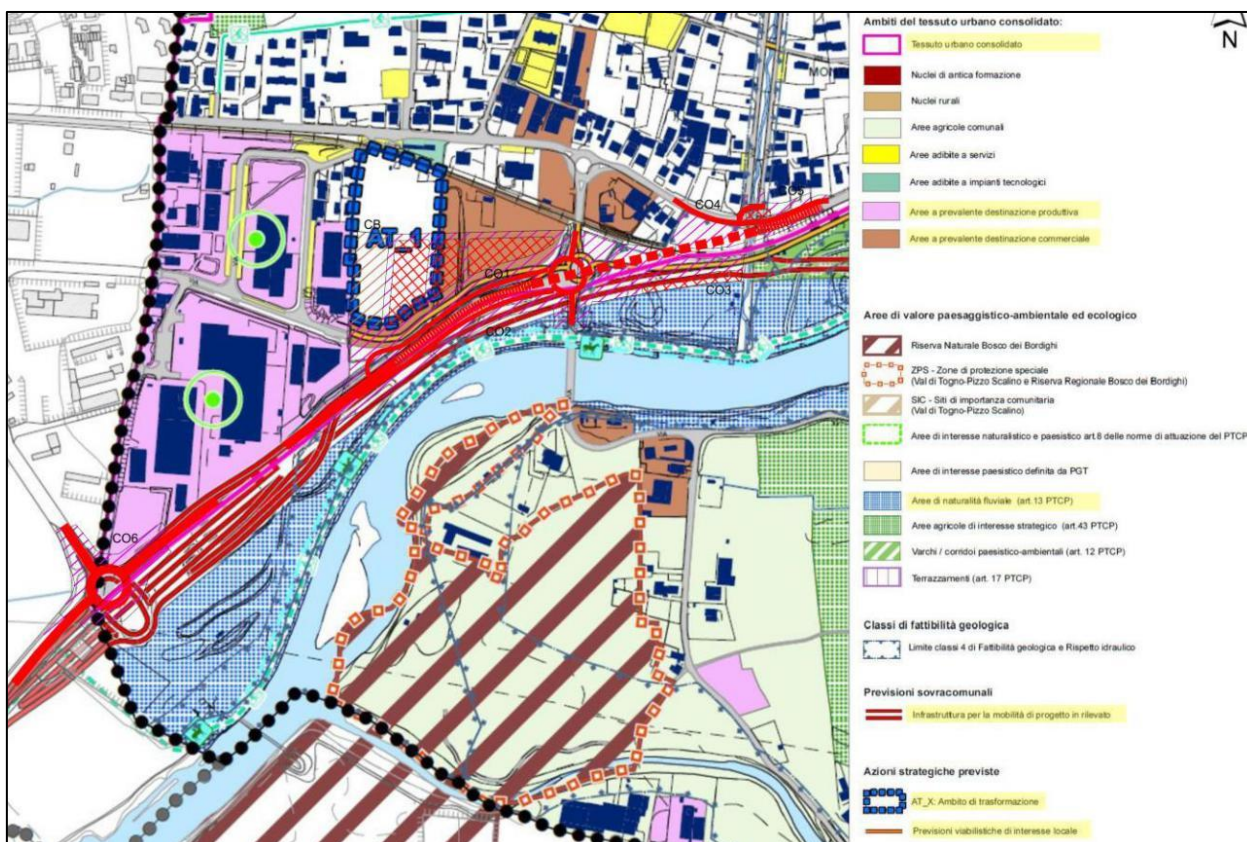 MON
CO4
CO5
CB
AT_1
CO1
CO3
CO2
CO6
Ambiti del tessuto urbano consolidato:
N
Tessuto urbano consolidato
Nuclei di antica formazione
Nuclei rurali
Aree agricole comunali
Aree adibite a servizi
Aree adibite a impianti tecnologici
Aree a prevalente destinazione produttiva
Aree a prevalente destinazione commerciale
Aree di valore paesaggistico-ambientale ed ecologico
Riserva Naturale Bosco dei Bordighi
ZPS - Zone di protezione speciale
(Val di Togno-Pizzo Scalino e Riserva Regionale Bosco dei Bordighi)
SIC - Siti di importanza comunitaria
(Val di Togno-Pizzo Scalino)
Aree di interesse naturalistico e paesistico art.8 delle norme di attuazione del PTCP
Aree di interesse paesistico definita da PGT
Aree di naturalità fluviale (art.13 PTCP)
Aree agricole di interesse strategico (art.43 PTCP)
Varchi / corridoi paesistico-ambientali (art. 12 PTCP)
Terrazzamenti (art. 17 PTCP)
Classi di fattibilità geologica
Limite classi 4 di Fattibilità geologica e Rispetto idraulico
Previsioni sovracomunali
Infrastruttura per la mobilità di progetto in rilevato
Azioni strategiche previste
AT_X: Ambito di trasformazione
Previsioni viabilistiche di interesse locale